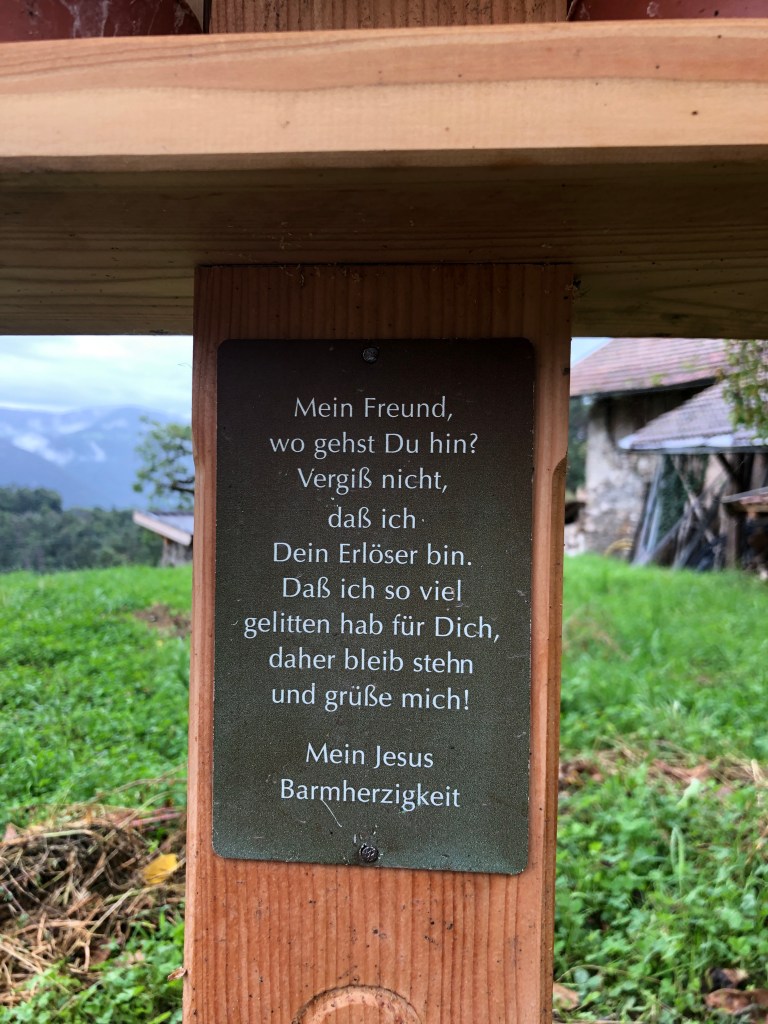 Mein Freund,
wo gehst Du hin?
Vergiß nicht,
daß ich
Dein Erlöser bin.
Daß ich so viel
gelitten hab für Dich,
daher bleib stehn
und grüße mich!
Mein Jesus
Barmherzigkeit